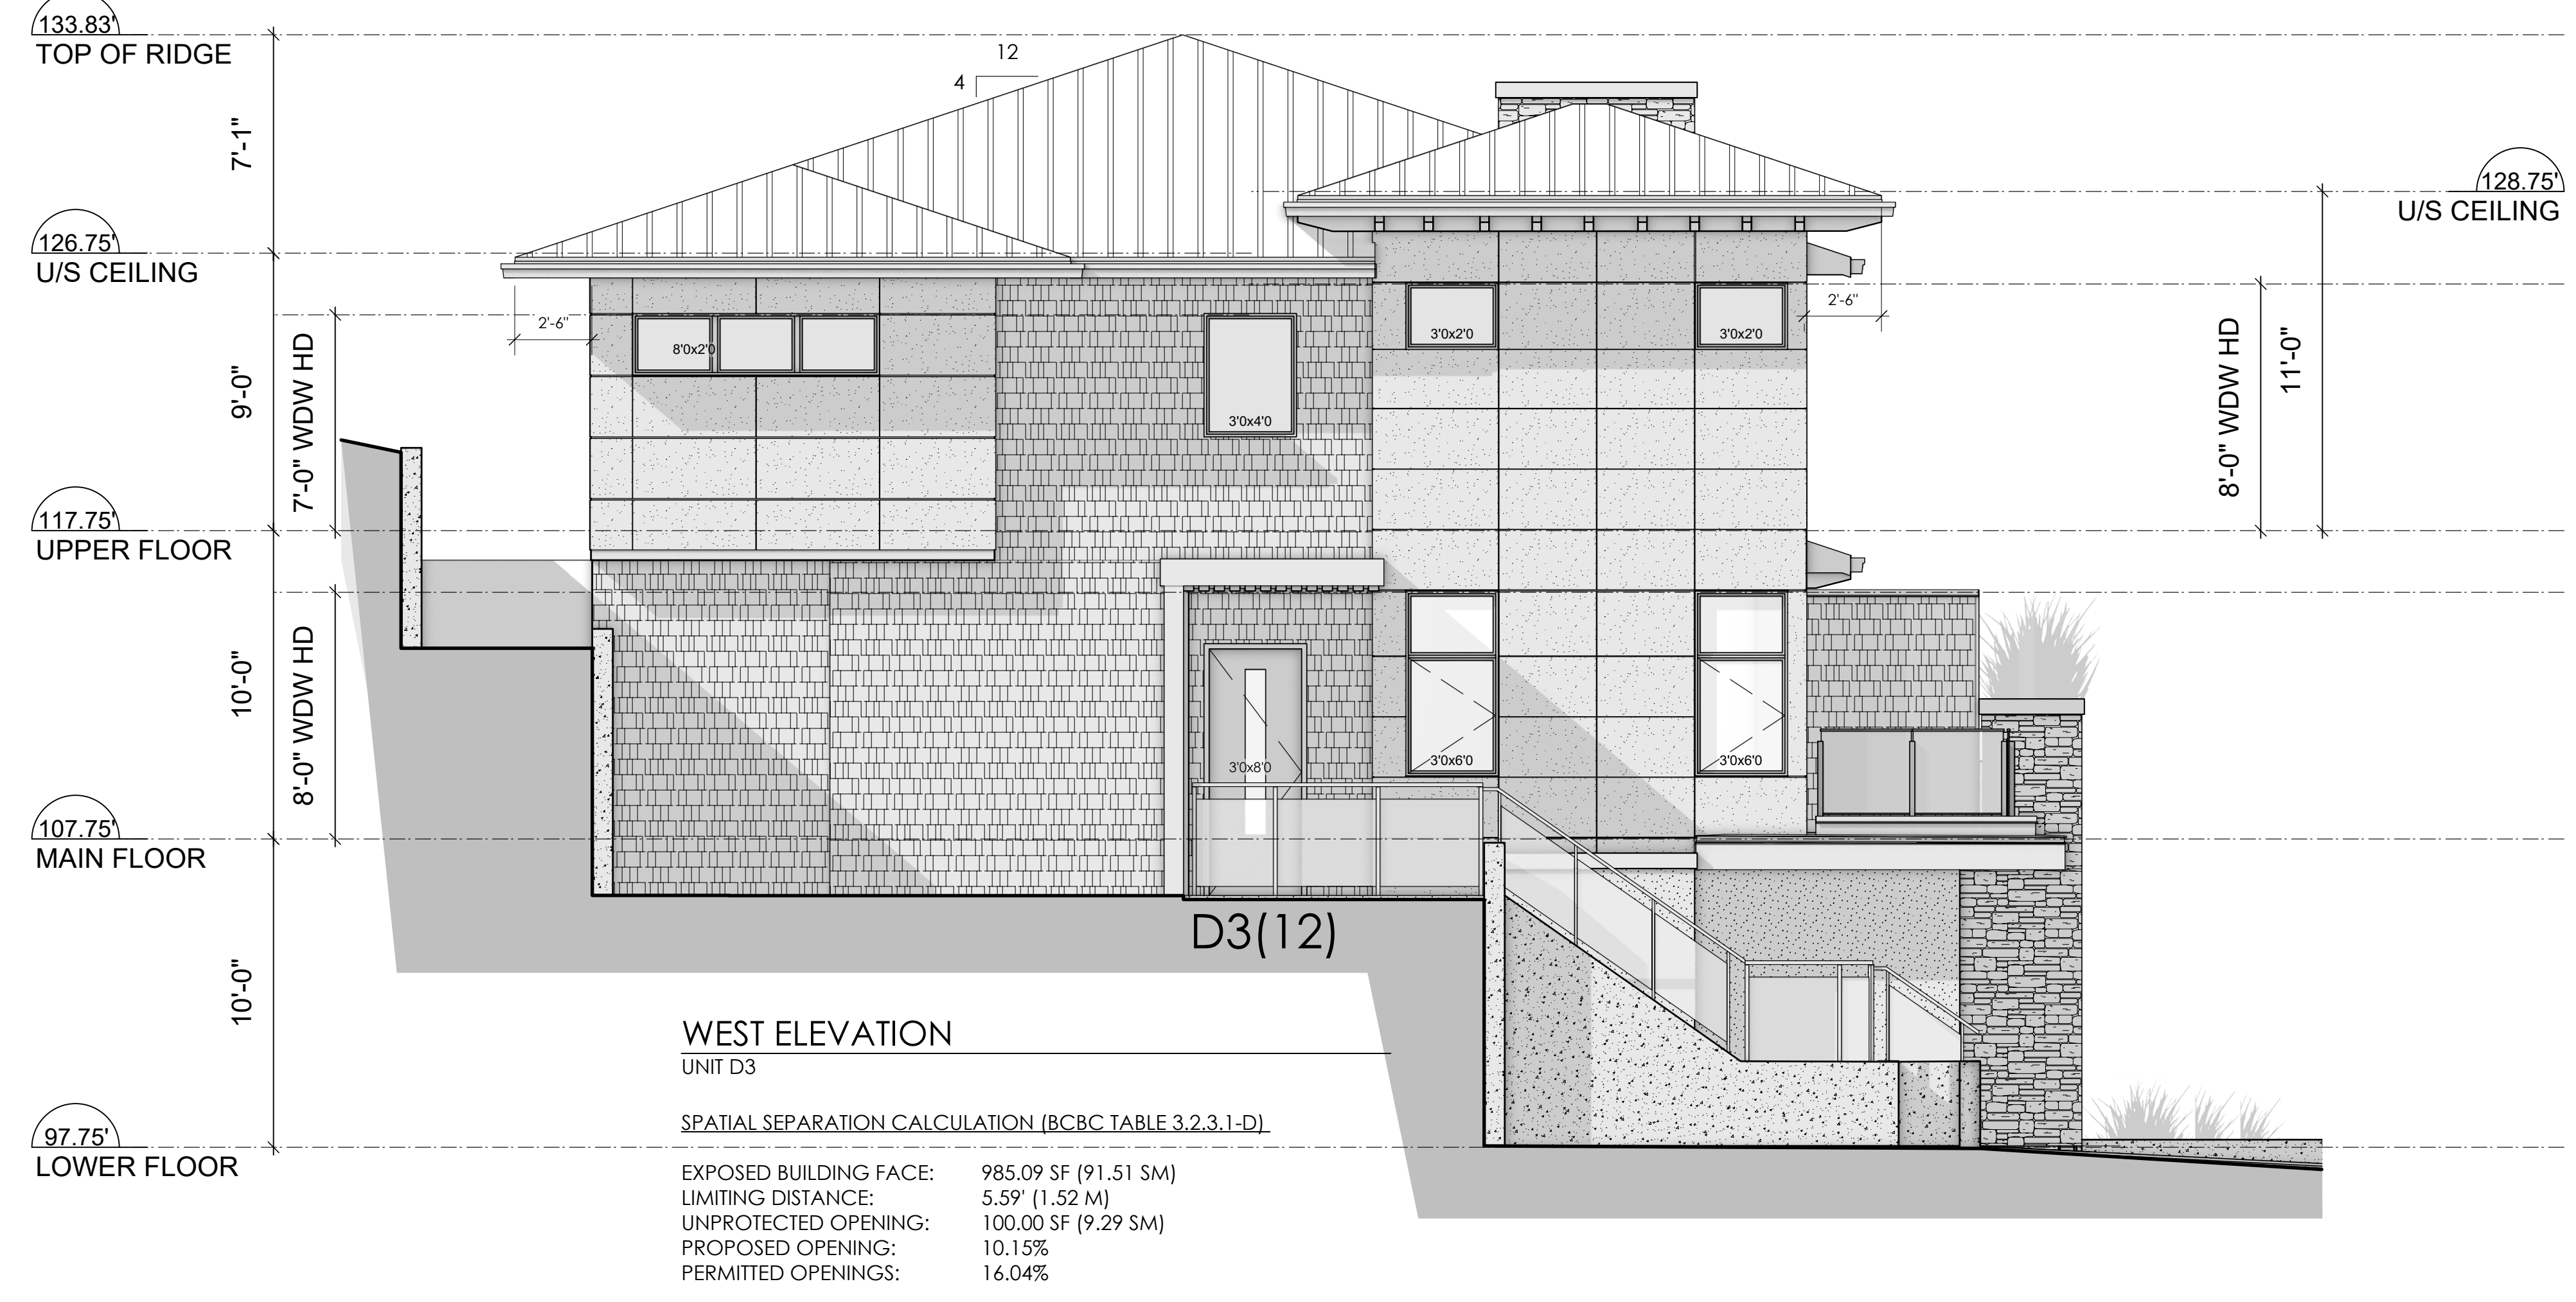 133.83'
TOP OF RIDGE
12
4
7'-1"
128.75'
U/S CEILING
126.75'
U/S CEILING
2'-6"
2'-6"
8'0x2'0
3'0x4'0
3'0x2'0
3'0x2'0
9'-0"
7'-0" WDW HD
8'-0" WDW HD
11'-0"
117.75'
UPPER FLOOR
10'-0"
8'-0" WDW HD
3'0x8'0
3'0x6'0
3'0x6'0
107.75'
MAIN FLOOR
D3(12)
10'-0"
97.75'
LOWER FLOOR
WEST ELEVATION
UNIT D3
SPATIAL SEPARATION CALCULATION (BCBC TABLE 3.2.3.1-D)
EXPOSED BUILDING FACE: 985.09 SF (91.51 SM)
LIMITING DISTANCE: 5.59' (1.52 M)
UNPROTECTED OPENING: 100.00 SF (9.29 SM)
PROPOSED OPENING: 10.15%
PERMITTED OPENINGS: 16.04%